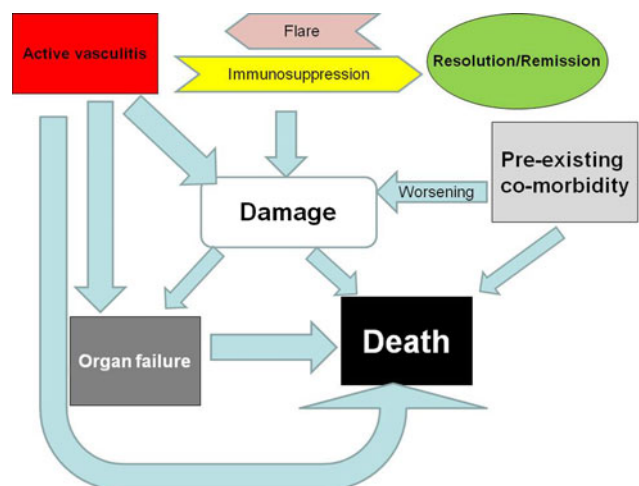 Flare
Active vasculitis
Immunosuppression
Resolution/Remission
Pre-existing
co-morbidity
Worsening
Damage
Organ failure
Death